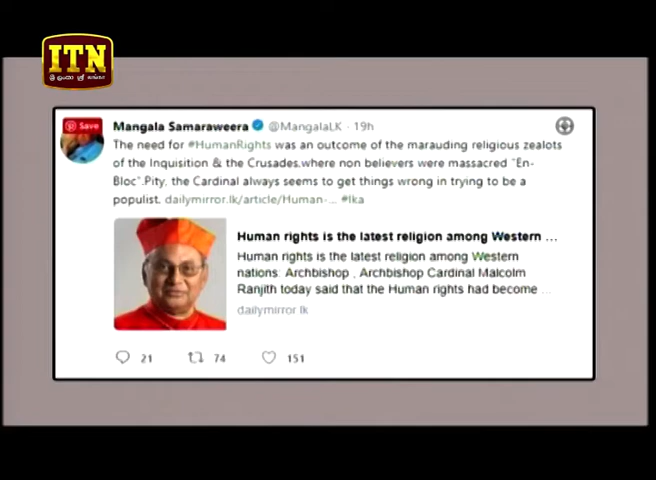 ITN
ශ්‍රී ලංකා
Save
Mangala Samaraweera @MangalaLK · 19h
The need for #HumanRights was an outcome of the marauding religious zealots
of the Inquisition & the Crusades,where non believers were massacred "En-
Bloc".Pity, the Cardinal always seems to get things wrong in trying to be a
populist. dailymirror.lk/article/Human-... #lka
Human rights is the latest religion among Western ...
Human rights is the latest religion among Western
nations: Archbishop , Archbishop Cardinal Malcolm
Ranjith today said that the Human rights had become ...
dailymirror.lk
21 74 151